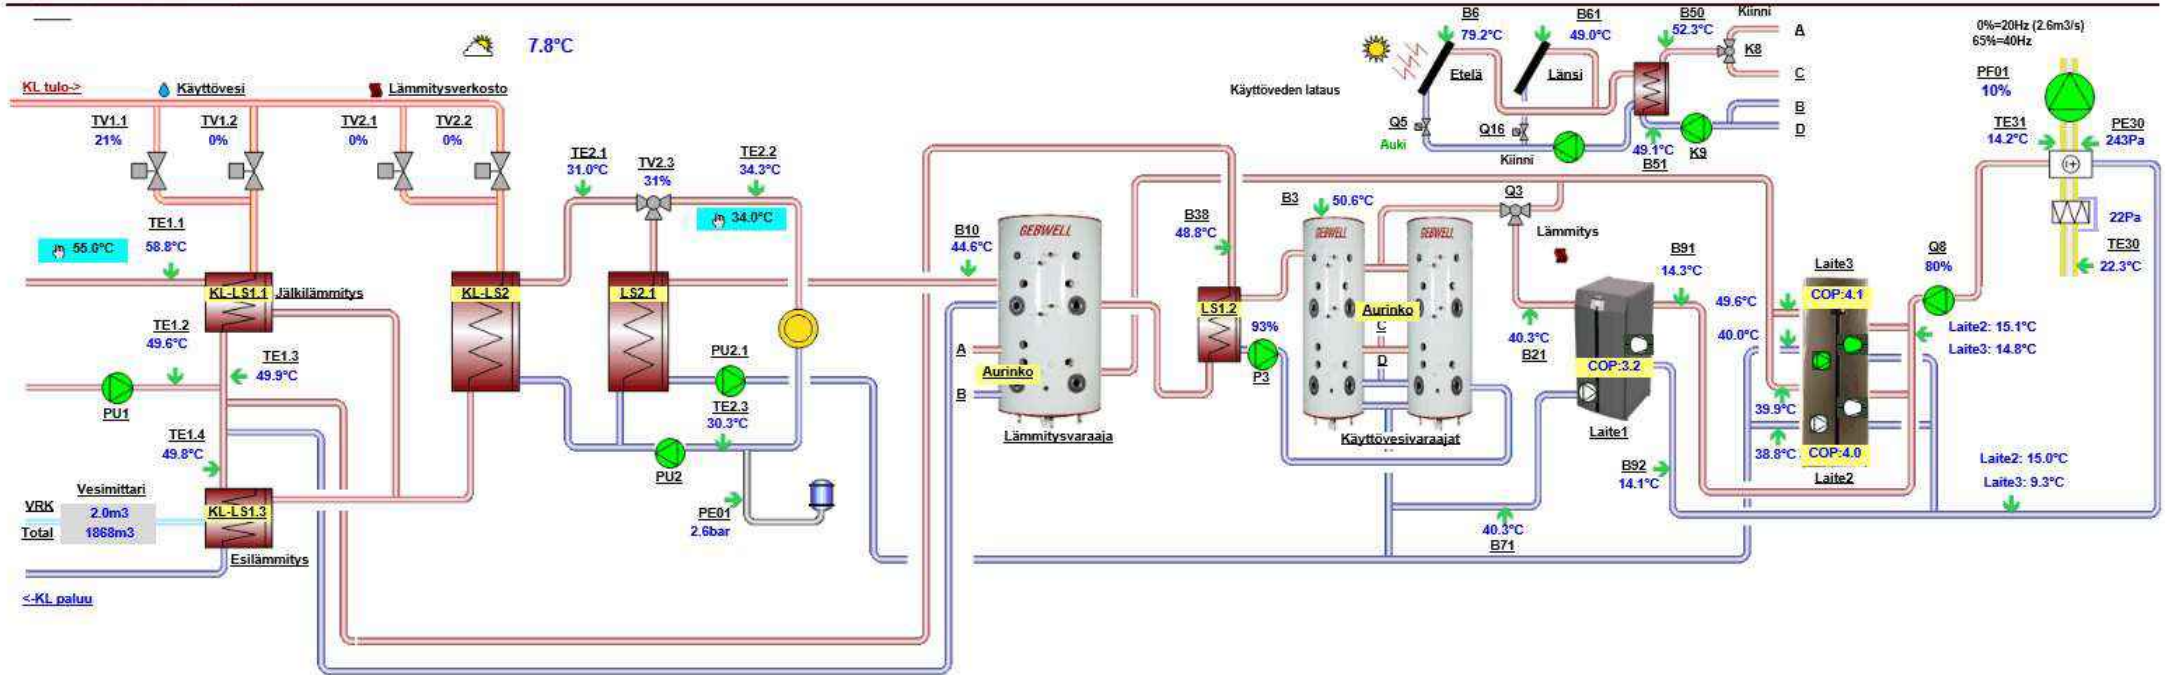 7.8°C
KL tulo->
Käyttövesi
Lämmitysverkosto
TV1.1
21%
TV1.2
0%
TV2.1
0%
TV2.2
0%
TE1.1
58.8°C
55.0°C
KL-LS1.1
Jälkilämmitys
TE1.2
49.6°C
TE1.3
49.9°C
PU1
TE1.4
49.8°C
Vesimittari
VRK
2.0m3
Total
1868m3
KL-LS1.3
Esilämmitys
<-KL paluu
KL-LS2
TE2.1
31.0°C
TV2.3
31%
TE2.2
34.3°C
34.0°C
LS2.1
PU2.1
TE2.3
30.3°C
PU2
PE01
2.6bar
B10
44.6°C
GEBWELL
A
Aurinko
B
Lämmitysvaraaja
B38
48.8°C
LS1.2
93%
P3
B3
50.6°C
GEBWELL
GEBWELL
Aurinko
C
D
Käyttövesivaraajat
Käyttöveden lataus
B6
79.2°C
Etelä
B61
49.0°C
Länsi
B50
52.3°C
Kiinni
K8
A
C
B
D
Q5
Auki
Q16
Kiinni
49.1°C
B51
K9
Q3
Lämmitys
40.3°C
B21
B91
14.3°C
COP:3.2
Laite1
B92
14.1°C
40.3°C
B71
Laite3
COP:4.1
49.6°C
40.0°C
39.9°C
38.8°C
COP:4.0
Laite2
Q8
80%
Laite2: 15.1°C
Laite3: 14.8°C
Laite2: 15.0°C
Laite3: 9.3°C
0%=20Hz (2.6m3/s)
65%=40Hz
PF01
10%
TE31
14.2°C
PE30
243Pa
22Pa
TE30
22.3°C